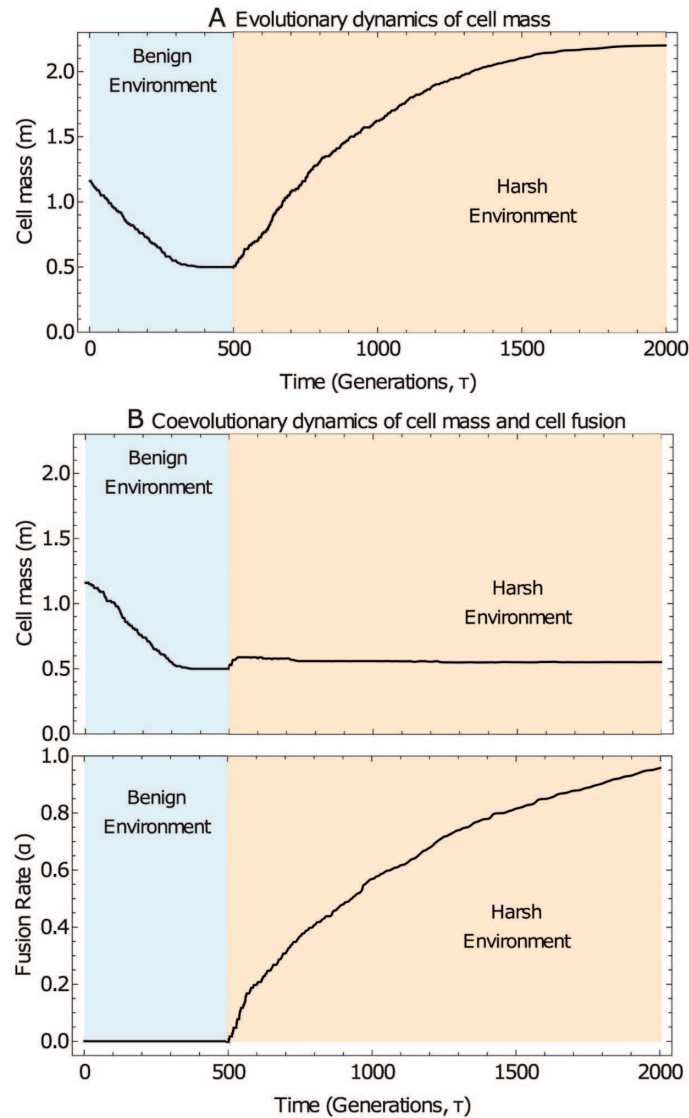 A Evolutionary dynamics of cell mass
Benign
Environment
Harsh
Environment
Cell mass (m)
2.0
1.5
1.0
0.5
0.0
0 500 1000 1500 2000
Time (Generations, τ)
B Coevolutionary dynamics of cell mass and cell fusion
Benign
Environment
Harsh
Environment
Cell mass (m)
2.0
1.5
1.0
0.5
0.0
Benign
Environment
Harsh
Environment
Fusion Rate (α)
1.0
0.8
0.6
0.4
0.2
0.0
0 500 1000 1500 2000
Time (Generations, τ)